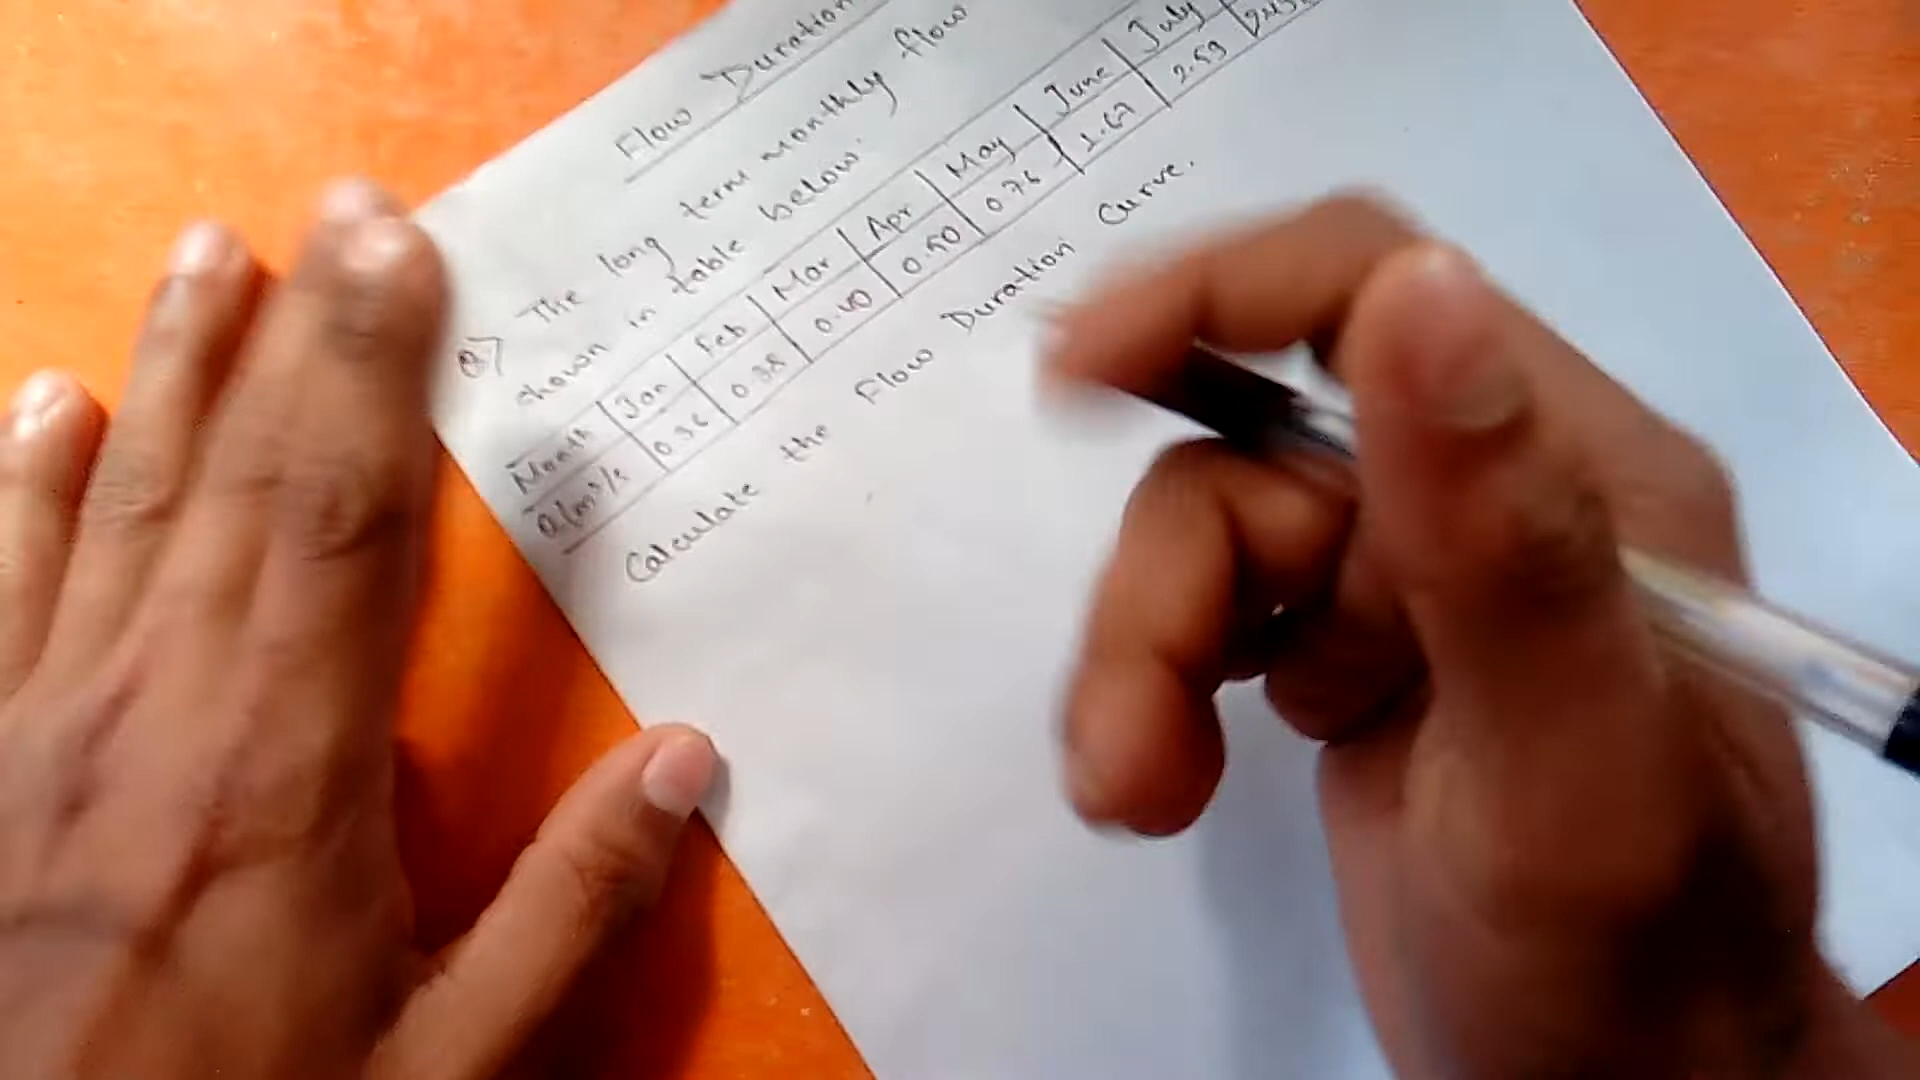 Flow Duration
Q) The long term monthly flow
shown in table below.
Month Jan Feb Mar Apr May June July
Q(m³/s 0.36 0.38 0.40 0.50 0.76 1.67 2.59
Calculate the Flow Duration Curve.